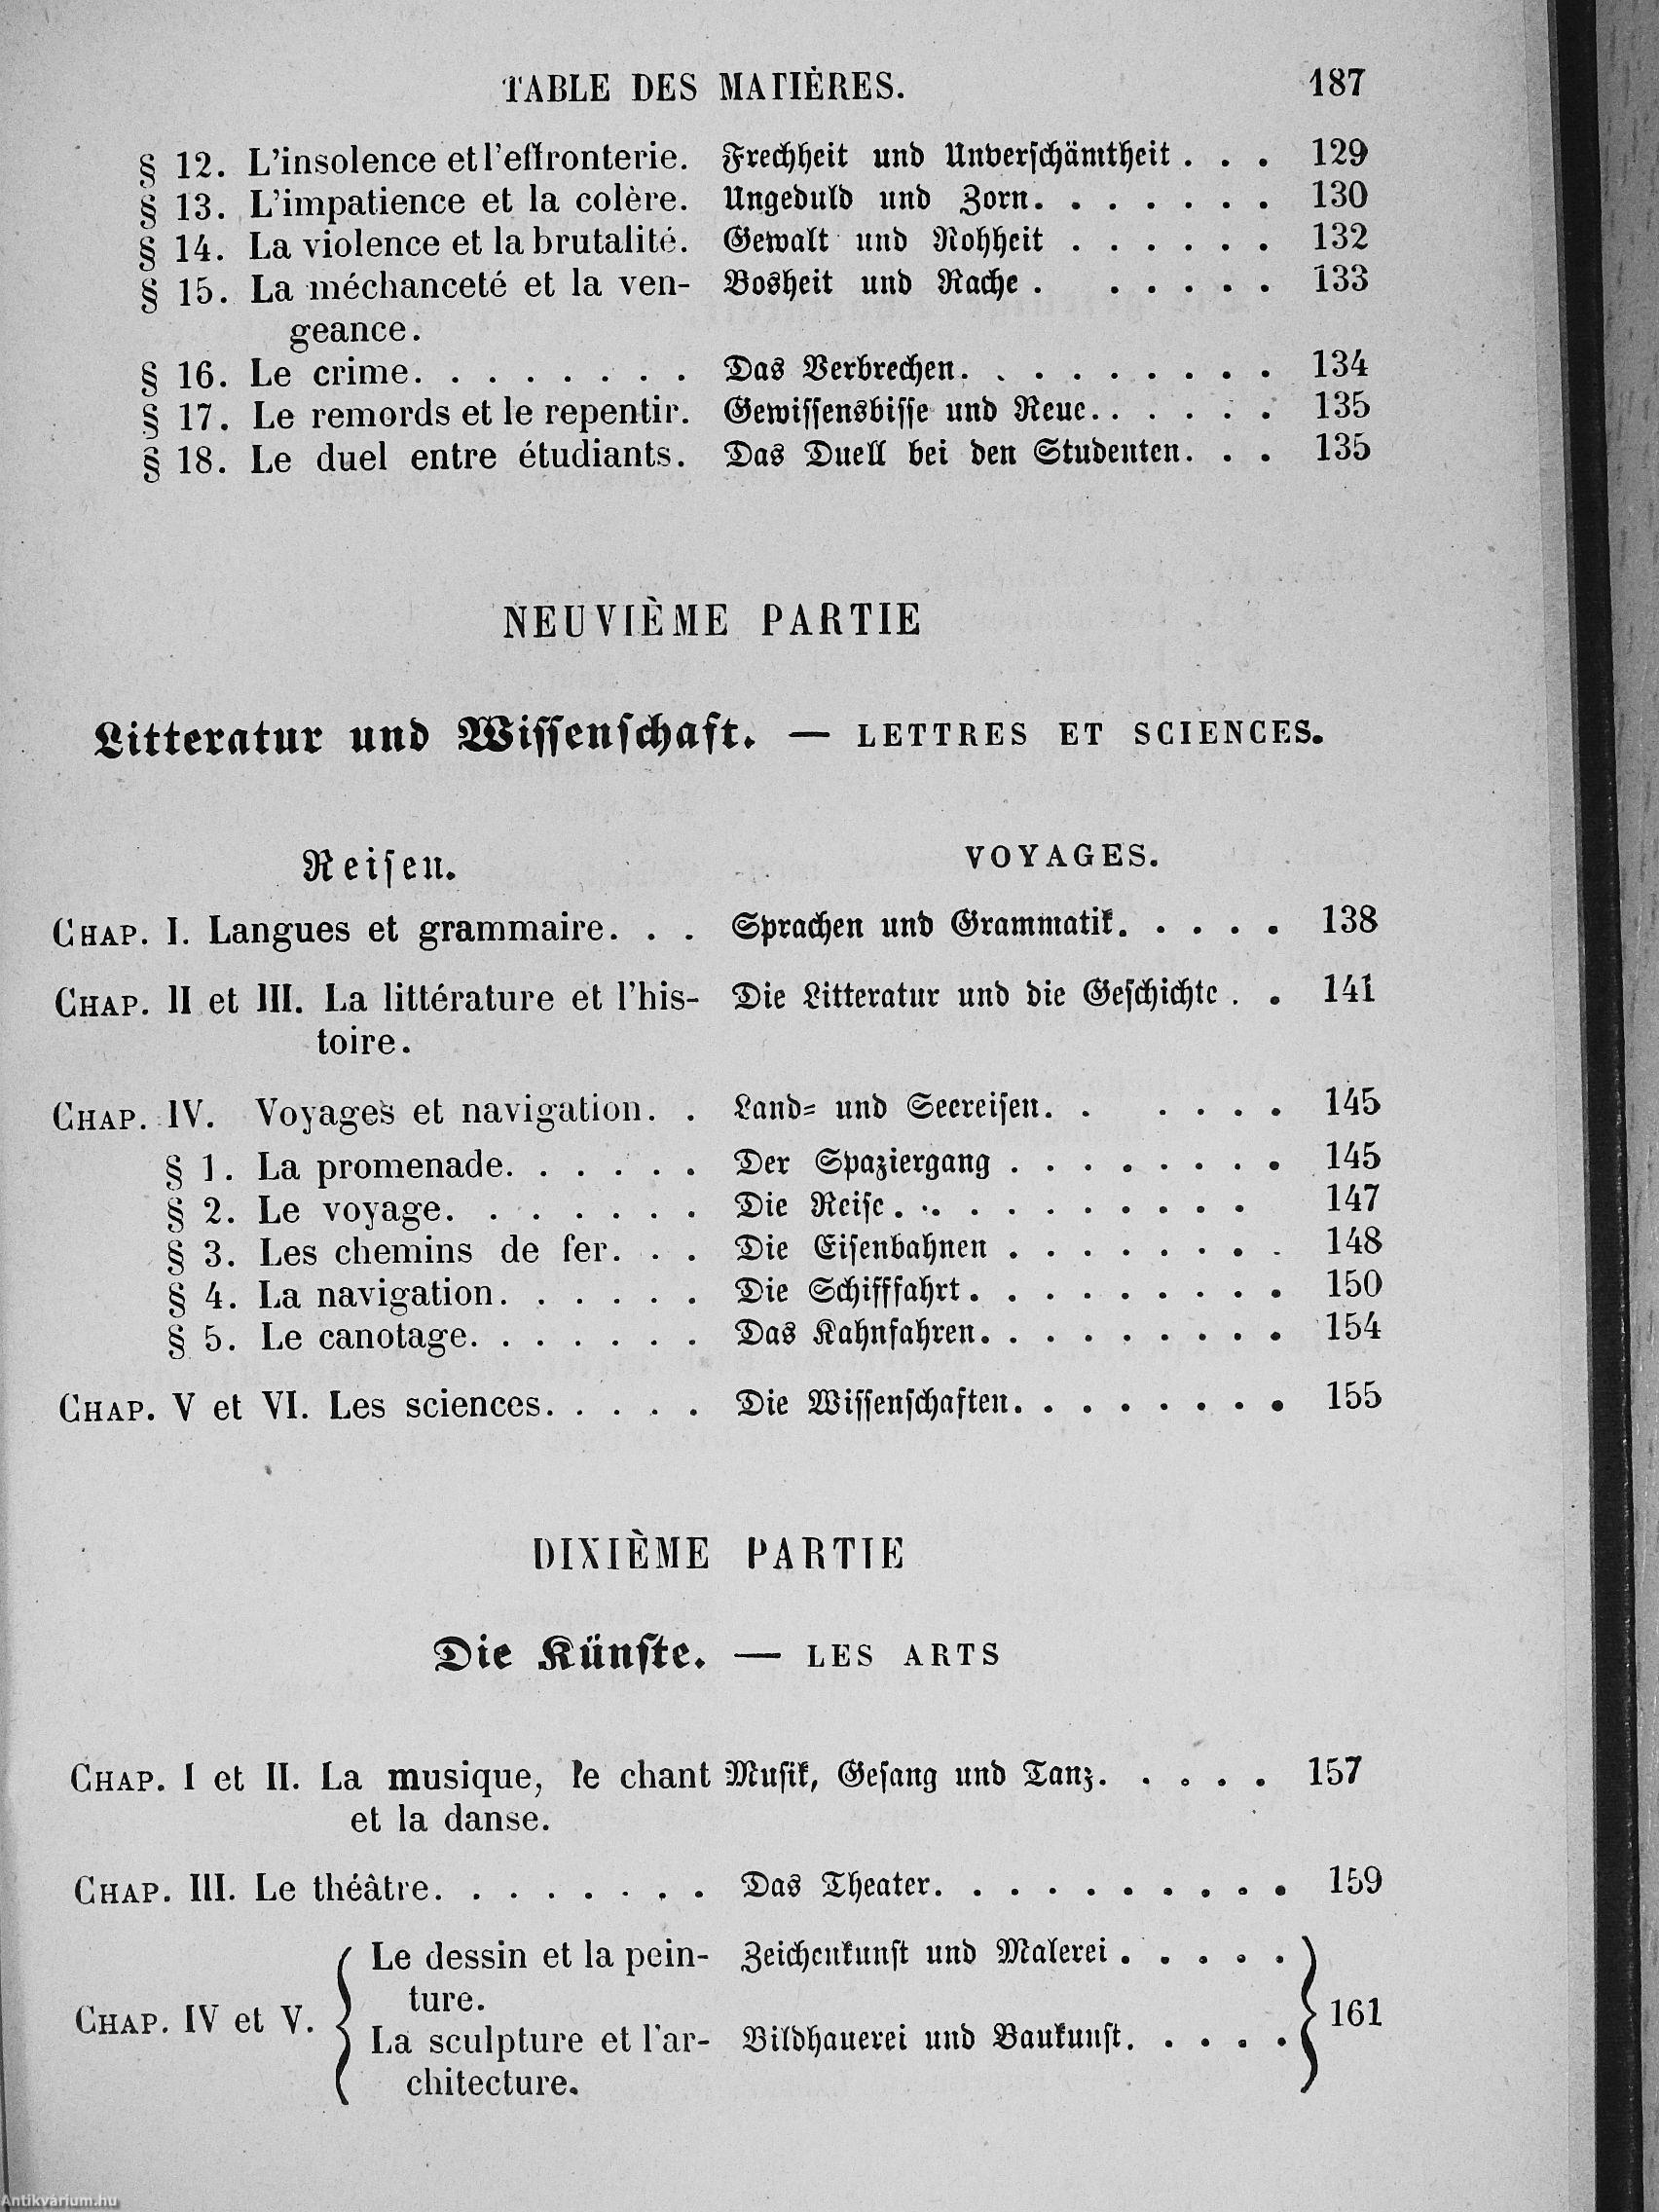 TABLE DES MATIÈRES. 187
§ 12. L'insolence et l'effronterie. Frechheit und Unverschämtheit . . . 129
§ 13. L'impatience et la colère. Ungeduld und Zorn. . . . . . . 130
§ 14. La violence et la brutalité. Gewalt und Rohheit . . . . . . 132
§ 15. La méchanceté et la ven- Bosheit und Rache . . . . . . 133
geance.
§ 16. Le crime. . . . . . . . Das Verbrechen. . . . . . . . . 134
§ 17. Le remords et le repentir. Gewissensbisse und Reue. . . . . . 135
§ 18. Le duel entre étudiants. Das Duell bei den Studenten. . . 135
NEUVIÈME PARTIE
Litteratur und Wissenschaft. — LETTRES ET SCIENCES.
Reisen. VOYAGES.
CHAP. I. Langues et grammaire. . . Sprachen und Grammatik. . . . . 138
CHAP. II et III. La littérature et l'his- Die Litteratur und die Geschichte . . 141
toire.
CHAP. IV. Voyages et navigation. . Land- und Seereisen. . . . . . 145
§ 1. La promenade. . . . . . Der Spaziergang . . . . . . . . 145
§ 2. Le voyage. . . . . . . Die Reise. . . . . . . . . . 147
§ 3. Les chemins de fer. . . Die Eisenbahnen . . . . . . . . 148
§ 4. La navigation. . . . . . Die Schifffahrt. . . . . . . . . 150
§ 5. Le canotage. . . . . . . Das Kahnfahren. . . . . . . . . 154
CHAP. V et VI. Les sciences. . . . . Die Wissenschaften. . . . . . . . 155
DIXIÈME PARTIE
Die Künste. — LES ARTS
CHAP. I et II. La musique, le chant Musik, Gesang und Tanz. . . . . 157
et la danse.
CHAP. III. Le théâtre. . . . . . . . Das Theater. . . . . . . . . . 159
Le dessin et la pein- Zeichenkunst und Malerei . . . . .
ture.
CHAP. IV et V. 161
La sculpture et l'ar- Bildhauerei und Baukunst. . . . .
chitecture.
Antikvárium.hu